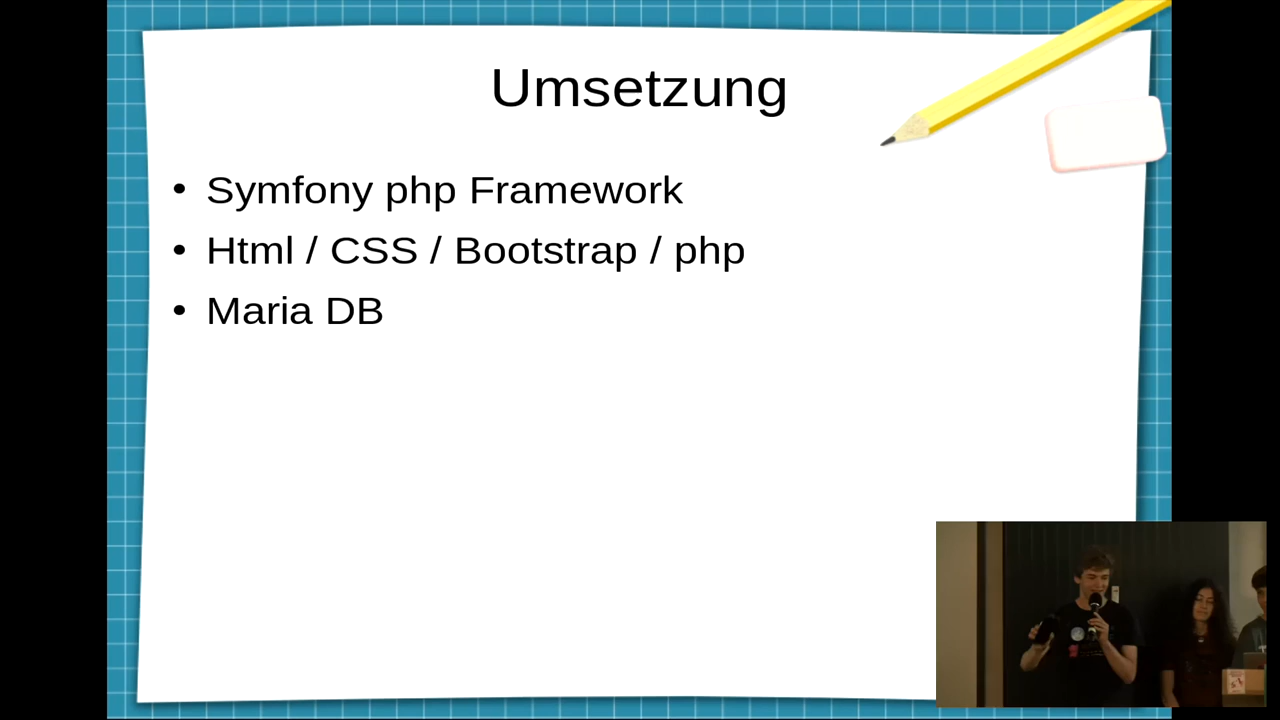 Umsetzung
• Symfony php Framework
• Html / CSS / Bootstrap / php
• Maria DB